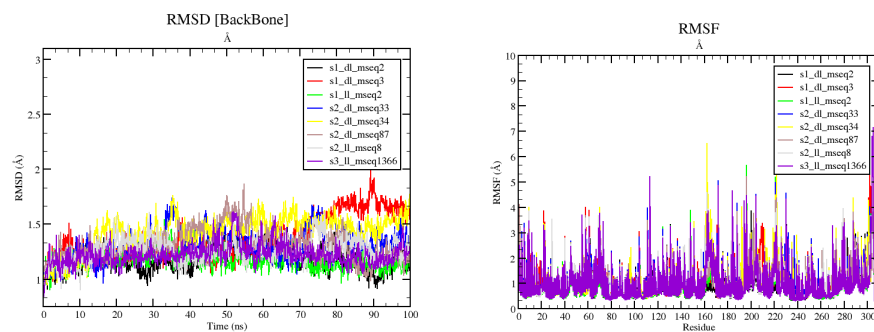 RMSD [BackBone]
Å
RMSD (Å)
3
2.5
2
1.5
1
s1_dl_mseq2
s1_dl_mseq3
s1_ll_mseq2
s2_dl_mseq33
s2_dl_mseq34
s2_dl_mseq87
s2_ll_mseq8
s3_ll_mseq1366
0 10 20 30 40 50 60 70 80 90 100
Time (ns)
RMSF
Å
RMSF (Å)
10
9
8
7
6
5
4
3
2
1
0
s1_dl_mseq2
s1_dl_mseq3
s1_ll_mseq2
s2_dl_mseq33
s2_dl_mseq34
s2_dl_mseq87
s2_ll_mseq8
s3_ll_mseq1366
0 20 40 60 80 100 120 140 160 180 200 220 240 260 280 300
Residue